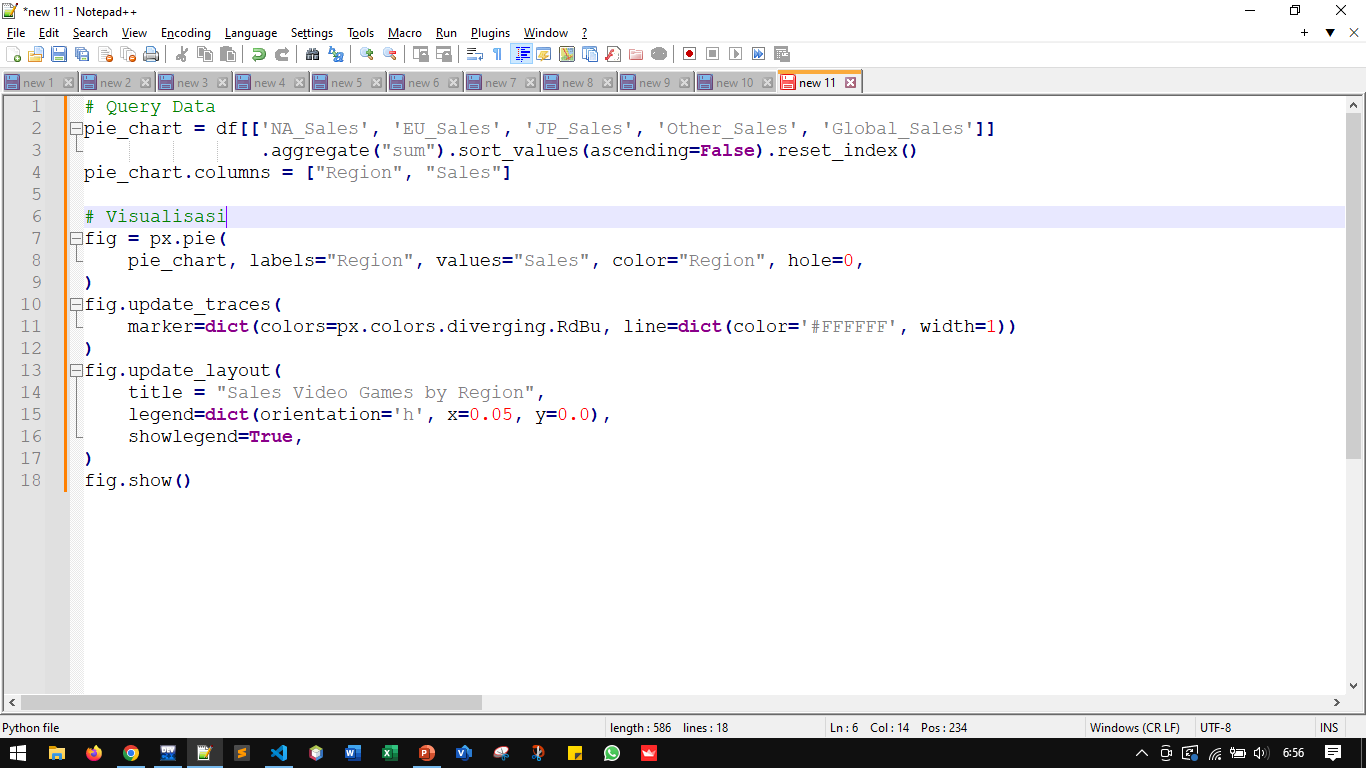 *new 11 - Notepad++
File Edit Search View Encoding Language Settings Tools Macro Run Plugins Window ?
new 1 new 2 new 3 new 4 new 5 new 6 new 7 new 8 new 9 new 10 new 11
1 # Query Data
2 pie_chart = df[['NA_Sales', 'EU_Sales', 'JP_Sales', 'Other_Sales', 'Global_Sales']]
3 .aggregate("sum").sort_values(ascending=False).reset_index()
4 pie_chart.columns = ["Region", "Sales"]
5
6 # Visualisasi
7 fig = px.pie(
8 pie_chart, labels="Region", values="Sales", color="Region", hole=0,
9 )
10 fig.update_traces(
11 marker=dict(colors=px.colors.diverging.RdBu, line=dict(color='#FFFFFF', width=1))
12 )
13 fig.update_layout(
14 title = "Sales Video Games by Region",
15 legend=dict(orientation='h', x=0.05, y=0.0),
16 showlegend=True,
17 )
18 fig.show()
Python file length : 586 lines : 18 Ln : 6 Col : 14 Pos : 234 Windows (CR LF) UTF-8 INS
6:56